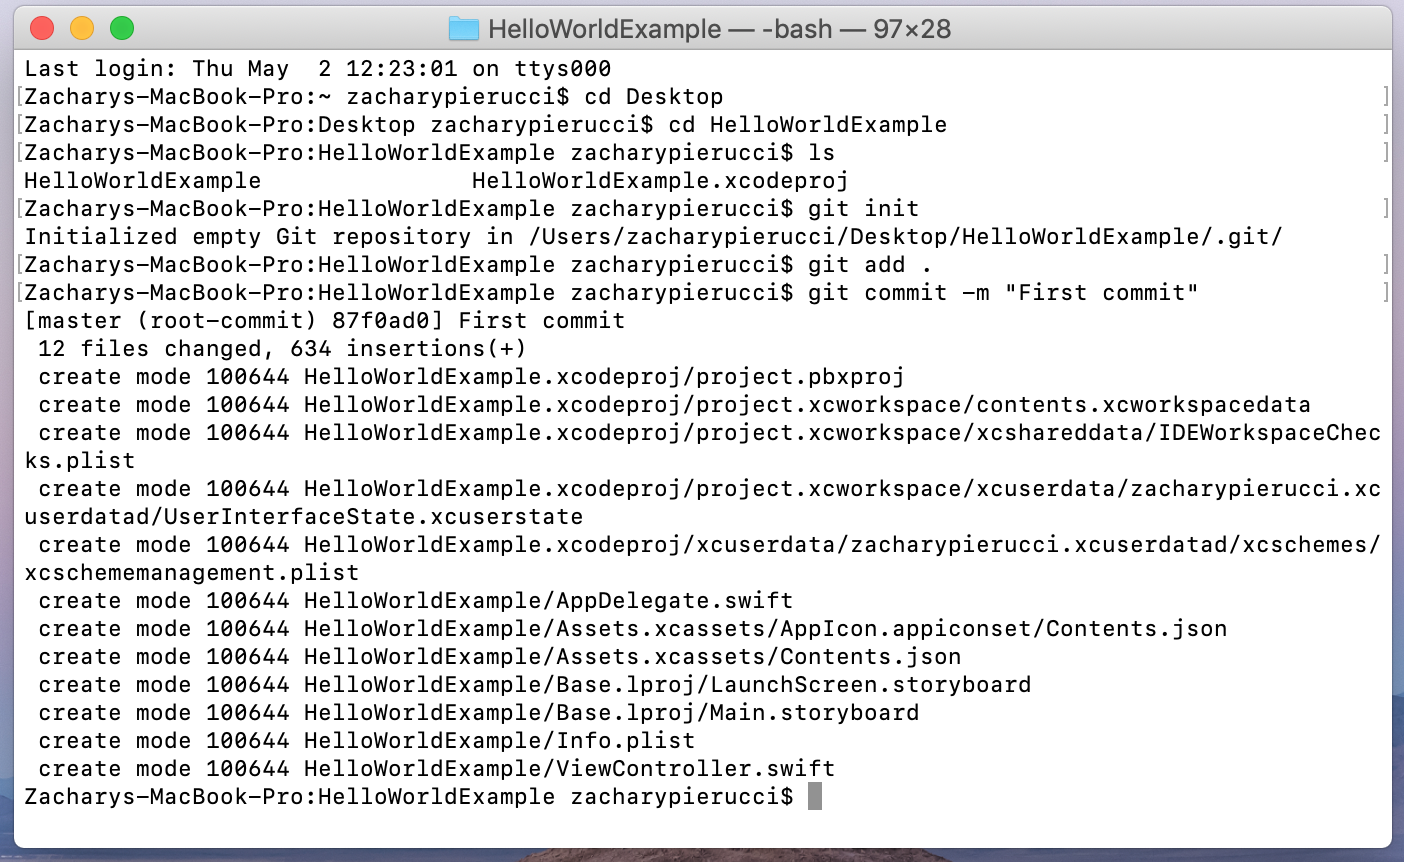 HelloWorldExample — -bash — 97×28
Last login: Thu May  2 12:23:01 on ttys000
[Zacharys-MacBook-Pro:~ zacharypierucci$ cd Desktop ]
[Zacharys-MacBook-Pro:Desktop zacharypierucci$ cd HelloWorldExample ]
[Zacharys-MacBook-Pro:HelloWorldExample zacharypierucci$ ls ]
HelloWorldExample               HelloWorldExample.xcodeproj
[Zacharys-MacBook-Pro:HelloWorldExample zacharypierucci$ git init ]
Initialized empty Git repository in /Users/zacharypierucci/Desktop/HelloWorldExample/.git/
[Zacharys-MacBook-Pro:HelloWorldExample zacharypierucci$ git add . ]
[Zacharys-MacBook-Pro:HelloWorldExample zacharypierucci$ git commit -m "First commit" ]
[master (root-commit) 87f0ad0] First commit
 12 files changed, 634 insertions(+)
 create mode 100644 HelloWorldExample.xcodeproj/project.pbxproj
 create mode 100644 HelloWorldExample.xcodeproj/project.xcworkspace/contents.xcworkspacedata
 create mode 100644 HelloWorldExample.xcodeproj/project.xcworkspace/xcshareddata/IDEWorkspaceChec
ks.plist
 create mode 100644 HelloWorldExample.xcodeproj/project.xcworkspace/xcuserdata/zacharypierucci.xc
userdatad/UserInterfaceState.xcuserstate
 create mode 100644 HelloWorldExample.xcodeproj/xcuserdata/zacharypierucci.xcuserdatad/xcschemes/
xcschememanagement.plist
 create mode 100644 HelloWorldExample/AppDelegate.swift
 create mode 100644 HelloWorldExample/Assets.xcassets/AppIcon.appiconset/Contents.json
 create mode 100644 HelloWorldExample/Assets.xcassets/Contents.json
 create mode 100644 HelloWorldExample/Base.lproj/LaunchScreen.storyboard
 create mode 100644 HelloWorldExample/Base.lproj/Main.storyboard
 create mode 100644 HelloWorldExample/Info.plist
 create mode 100644 HelloWorldExample/ViewController.swift
Zacharys-MacBook-Pro:HelloWorldExample zacharypierucci$